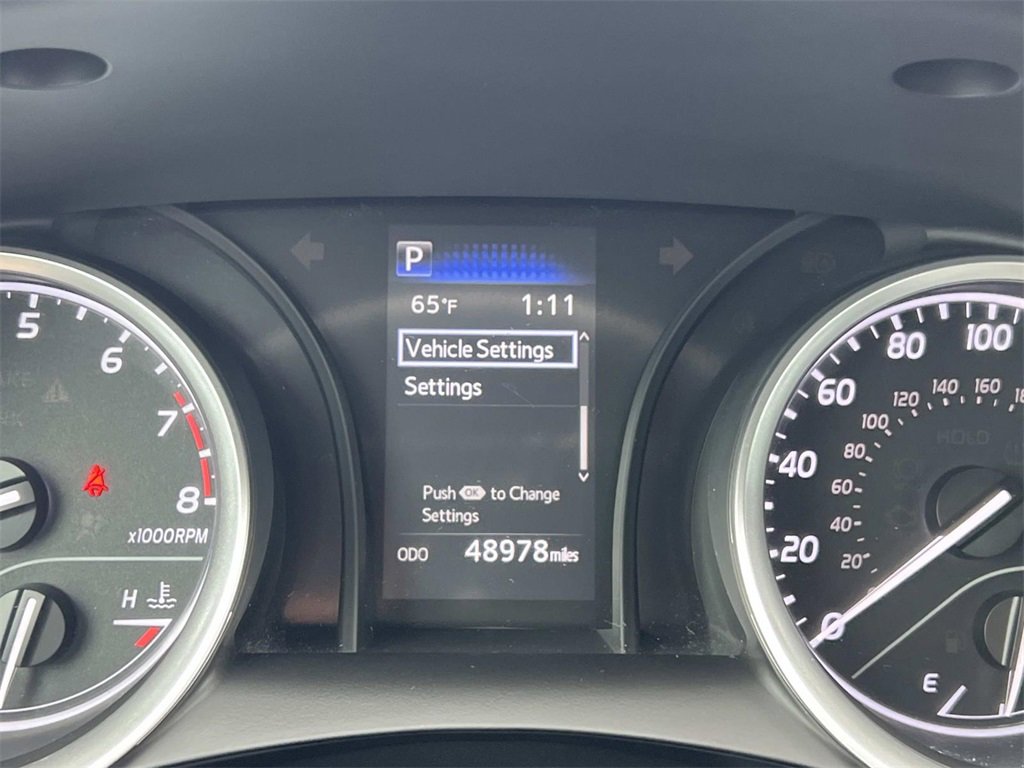 P
65°F 1:11
Vehicle Settings
Settings
Push OK to Change
Settings
ODO 48978 miles
5
6
7
8
x1000RPM
H
0
20
40
60
80
100
20
40
60
80
100
120
140
160
HOLD
E